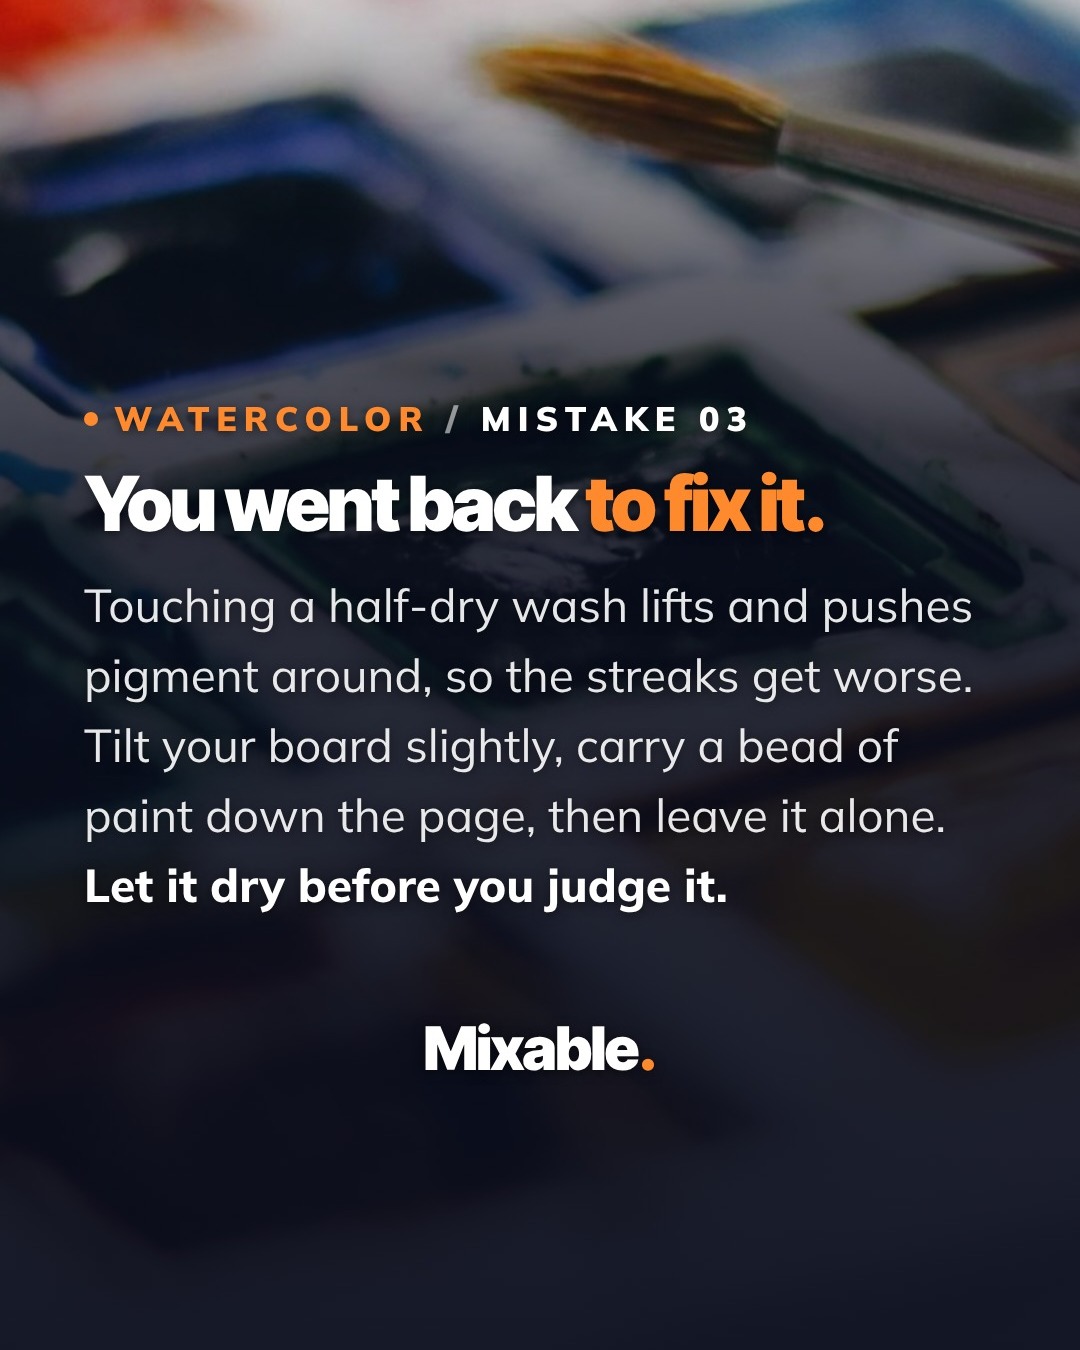 • WATERCOLOR / MISTAKE 03
You went back to fix it.
Touching a half-dry wash lifts and pushes
pigment around, so the streaks get worse.
Tilt your board slightly, carry a bead of
paint down the page, then leave it alone.
Let it dry before you judge it.
Mixable.